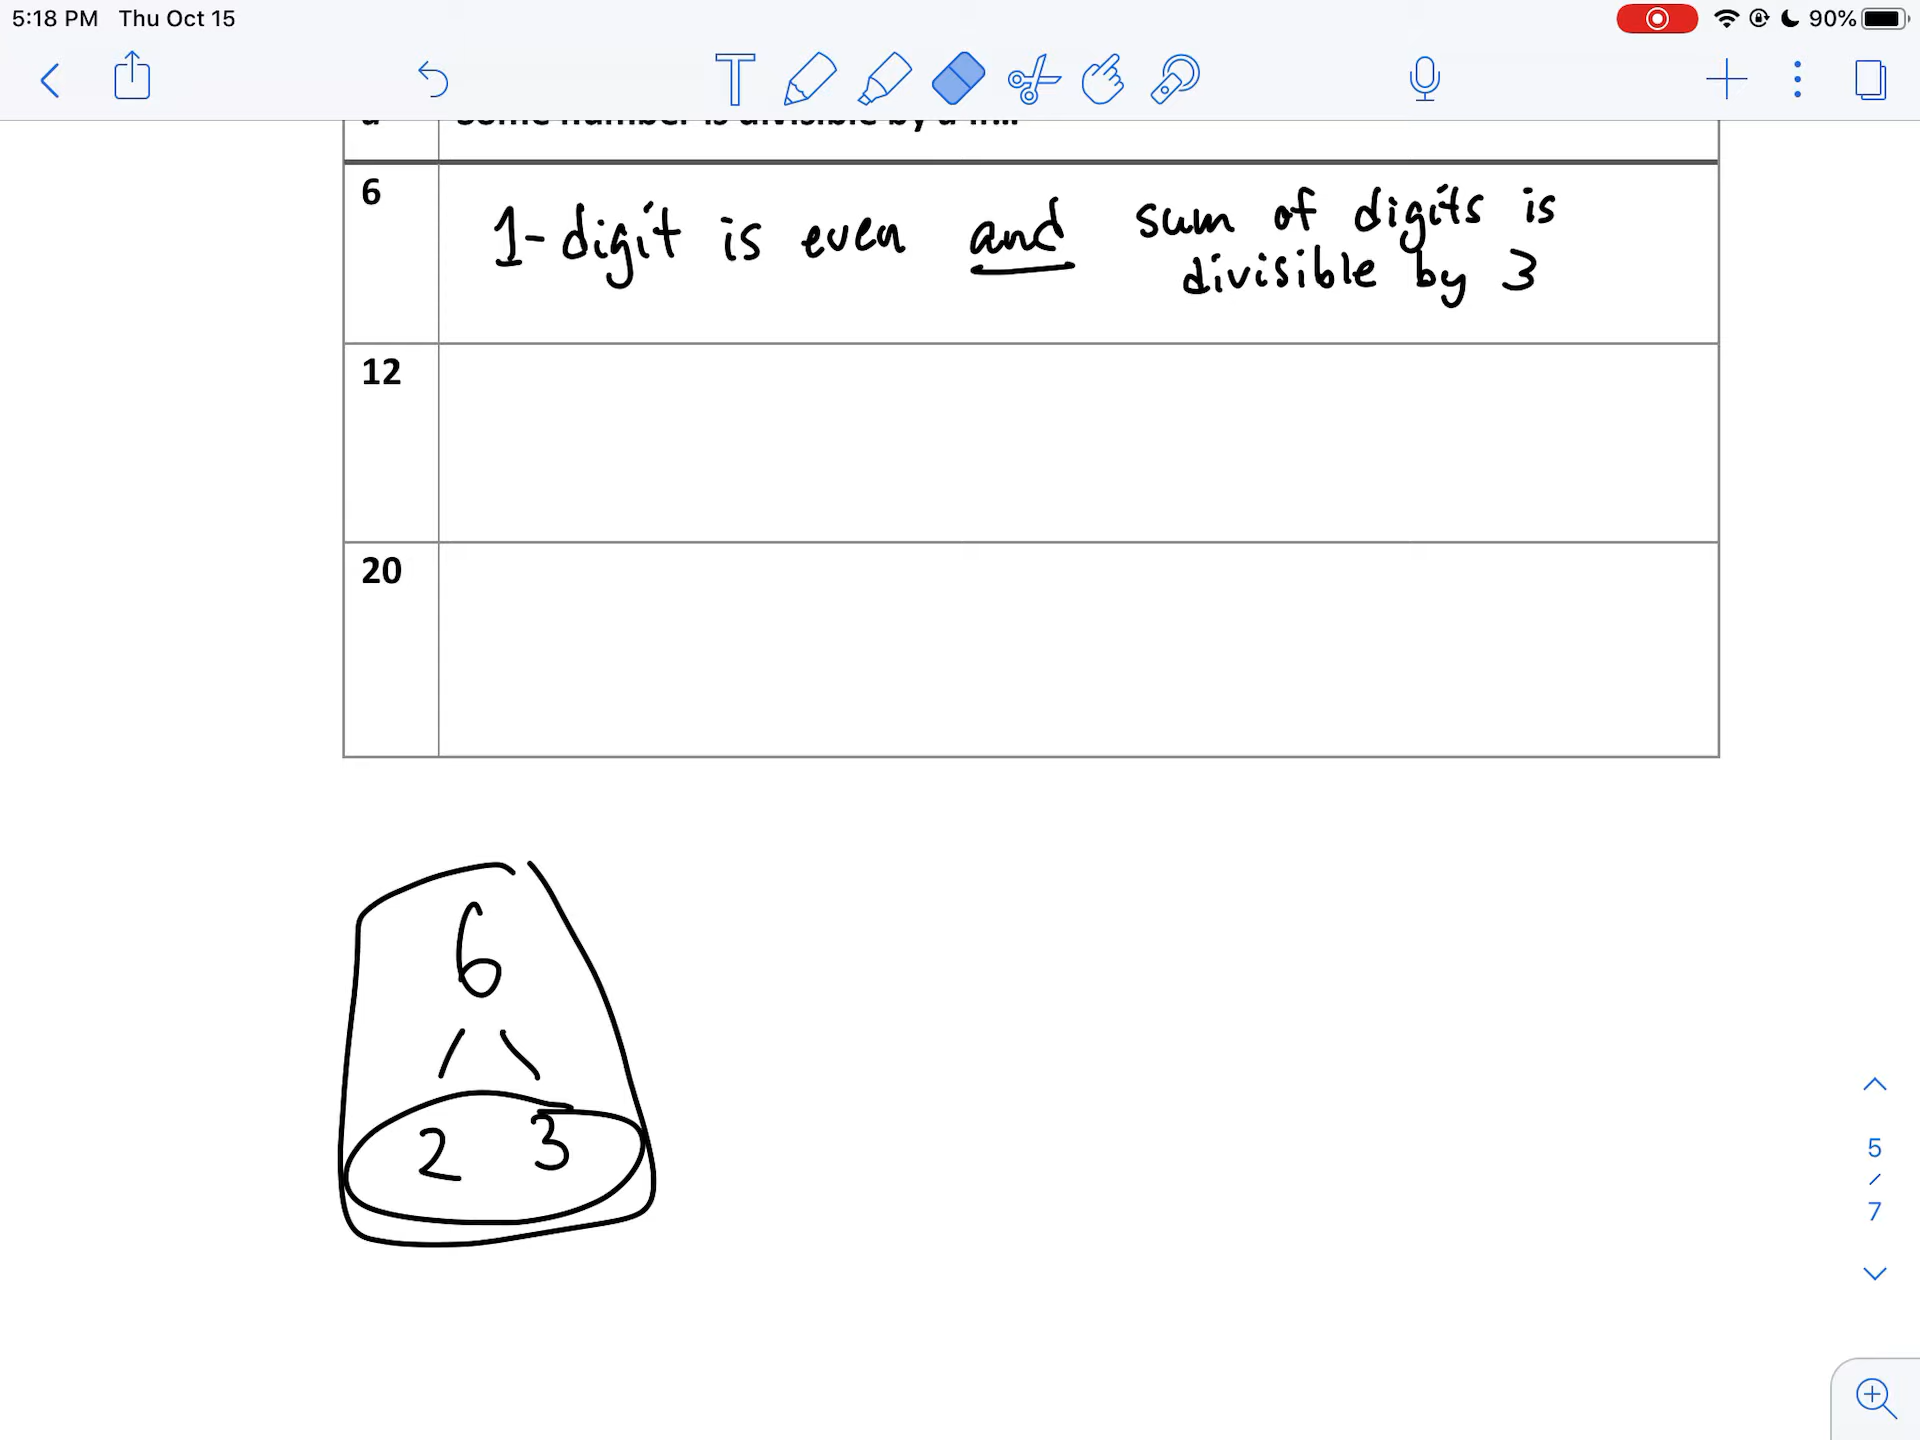 5:18 PM Thu Oct 15
90%
T
6
1-digit is even and sum of digits is
divisible by 3
12
20
6
2 3
5
/
7